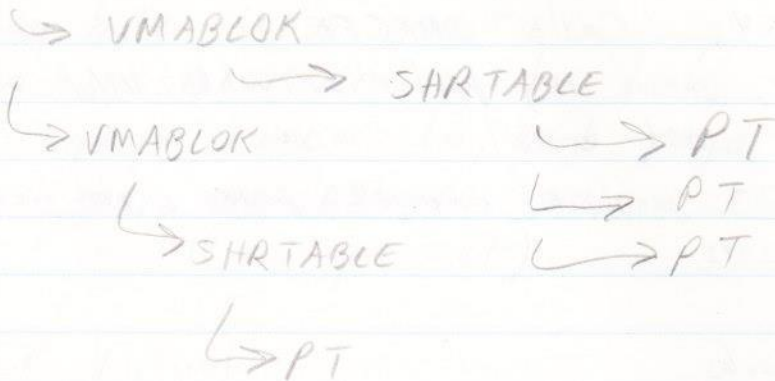 VMABLOK
SHRTABLE
VMABLOK PT
PT
SHRTABLE PT
PT